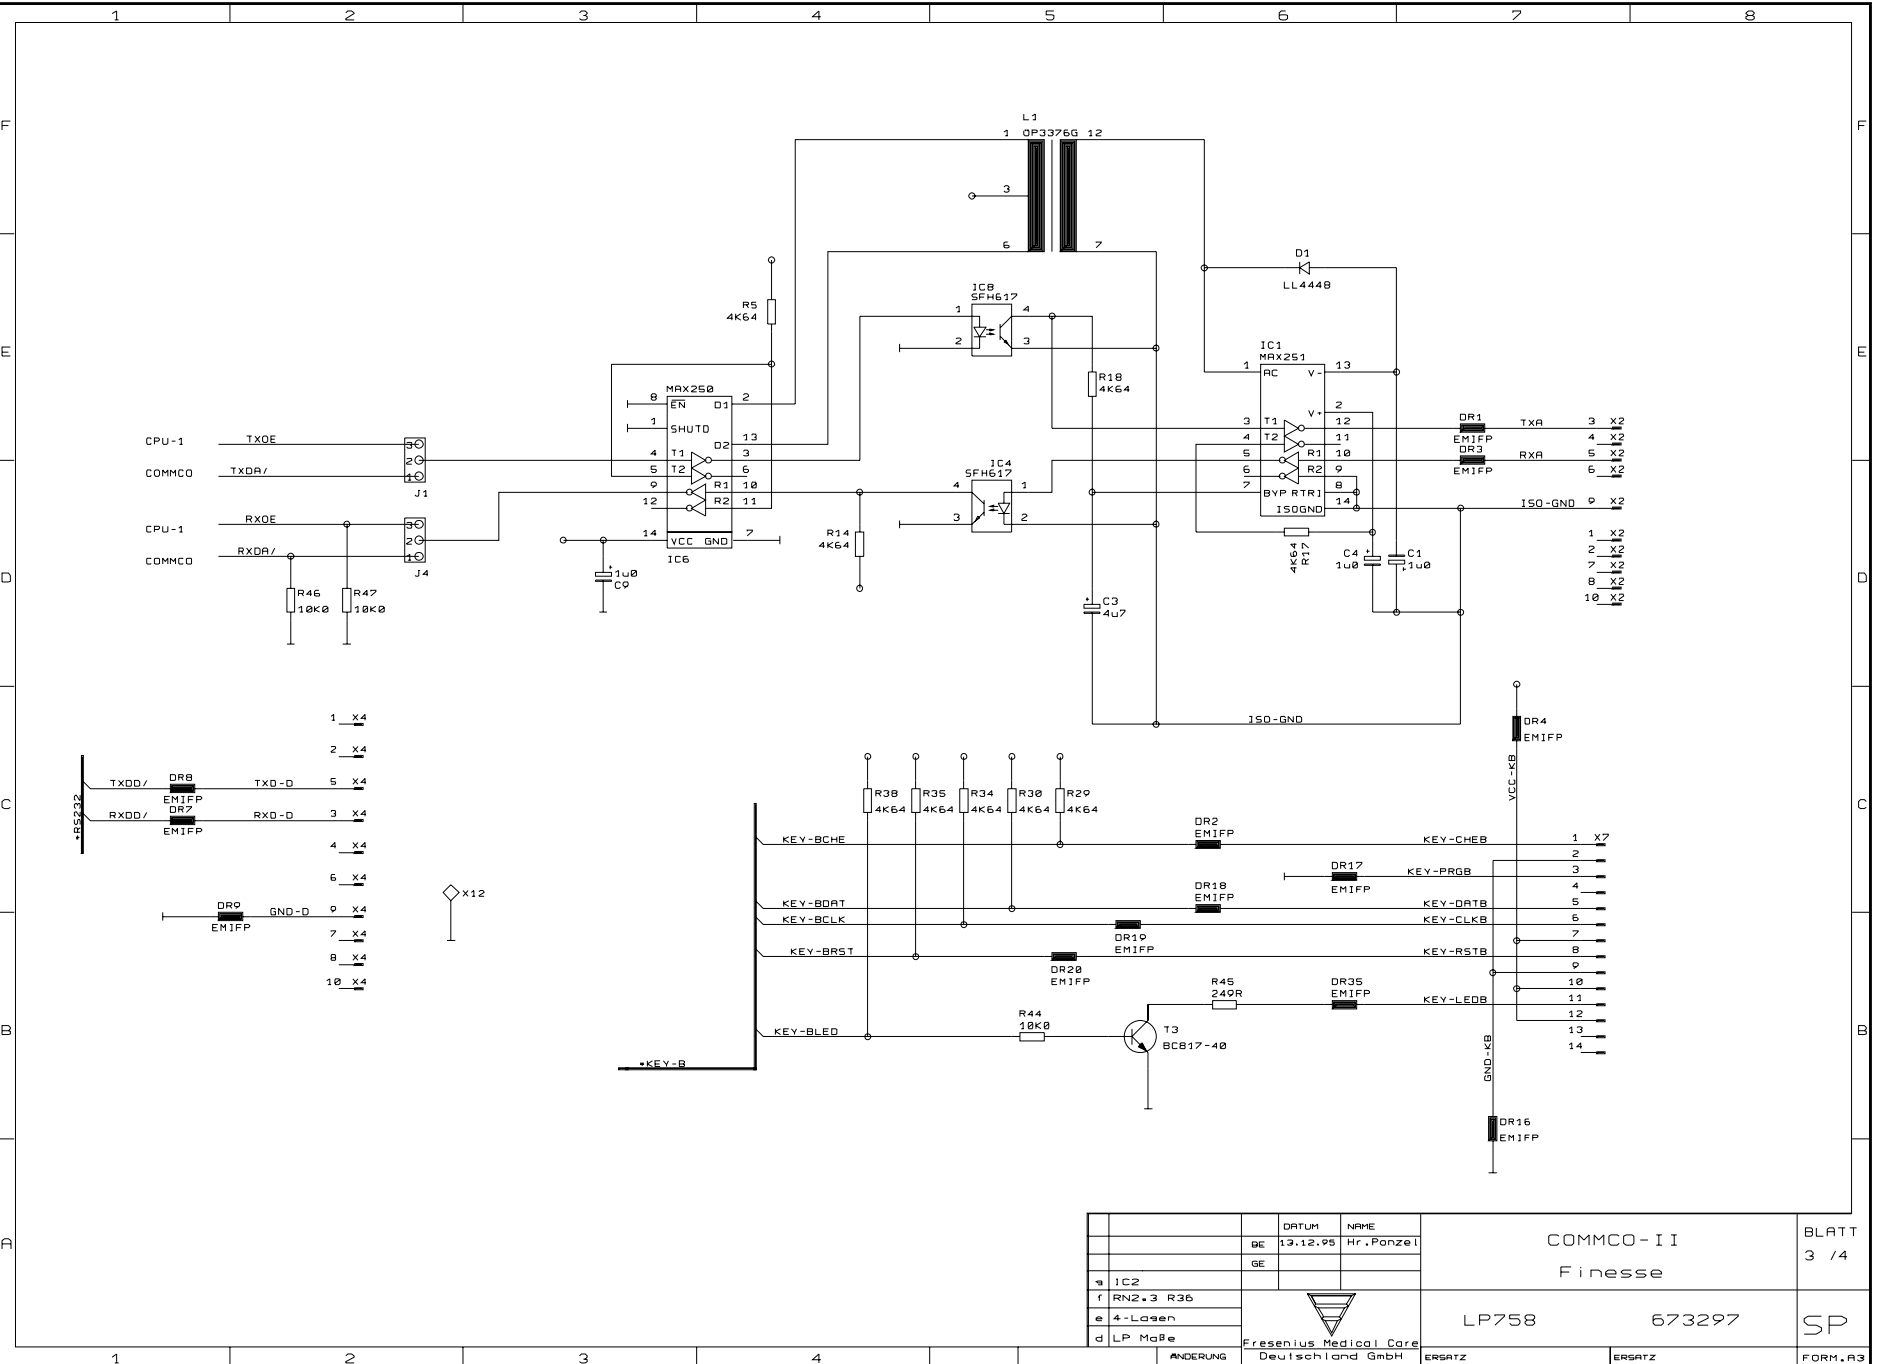 1 2 3 4 5 6 7 8
F F
L1
1 OP3376G 12
3
6 7
D1
LL4448
IC8
SFH617
1 4
2 3
R5
4K64
E E
IC1
MAX251
1 AC V- 13
V+ 2
3 T1 12
4 T2 11
5 R1 10
6 R2 9
7 BYP RTRI 8
ISOGND 14
R18
4K64
MAX250
8 EN D1 2
1 SHUTD
D2 13
4 T1 3
5 T2 6
9 R1 10
12 R2 11
14 VCC GND 7
IC6
DR1
EMIFP
TXA 3 X2
4 X2
DR3
EMIFP
RXA 5 X2
6 X2
ISO-GND 9 X2
1 X2
2 X2
7 X2
8 X2
10 X2
CPU-1 TXOE 3
2
COMMCO TXDA/ 1
J1
CPU-1 RXOE 3
2
COMMCO RXDA/ 1
J4
IC4
SFH617
4 1
3 2
R14
4K64
4K64
R17
C4
1u0
C1
1u0
+
+
D D
+
1u0
C9
R46
10K0
R47
10K0
+
C3
4u7
ISO-GND
DR4
EMIFP
VCC-KB
1 X4
2 X4
*RS232
TXDD/ DR8
EMIFP
TXD-D 5 X4
RXDD/ DR7
EMIFP
RXD-D 3 X4
4 X4
6 X4
DR9
EMIFP
GND-D 9 X4
7 X4
8 X4
10 X4
X12
C C
R38
4K64
R35
4K64
R34
4K64
R30
4K64
R29
4K64
KEY-BCHE
DR2
EMIFP
KEY-CHEB 1 X7
2
DR17
EMIFP
KEY-PRGB 3
4
KEY-BDAT
DR18
EMIFP
KEY-DATB 5
KEY-BCLK
DR19
EMIFP
KEY-CLKB 6
7
KEY-BRST
DR20
EMIFP
KEY-RSTB 8
9
10
R45
249R
DR35
EMIFP
KEY-LEDB 11
12
13
14
KEY-BLED
R44
10K0
T3
BC817-40
*KEY-B
B B
GND-KB
DR16
EMIFP
A
DATUM NAME
BE 13.12.95 Hr.Panzel
GE
g IC2
f RN2.3 R36
e 4-Lagen
d LP Maße
ÄNDERUNG
Fresenius Medical Care
Deutschland GmbH
COMMCO-II
Finesse
BLATT
3 /4
LP758 673297
SP
ERSATZ ERSATZ FORM.A3
1 2 3 4